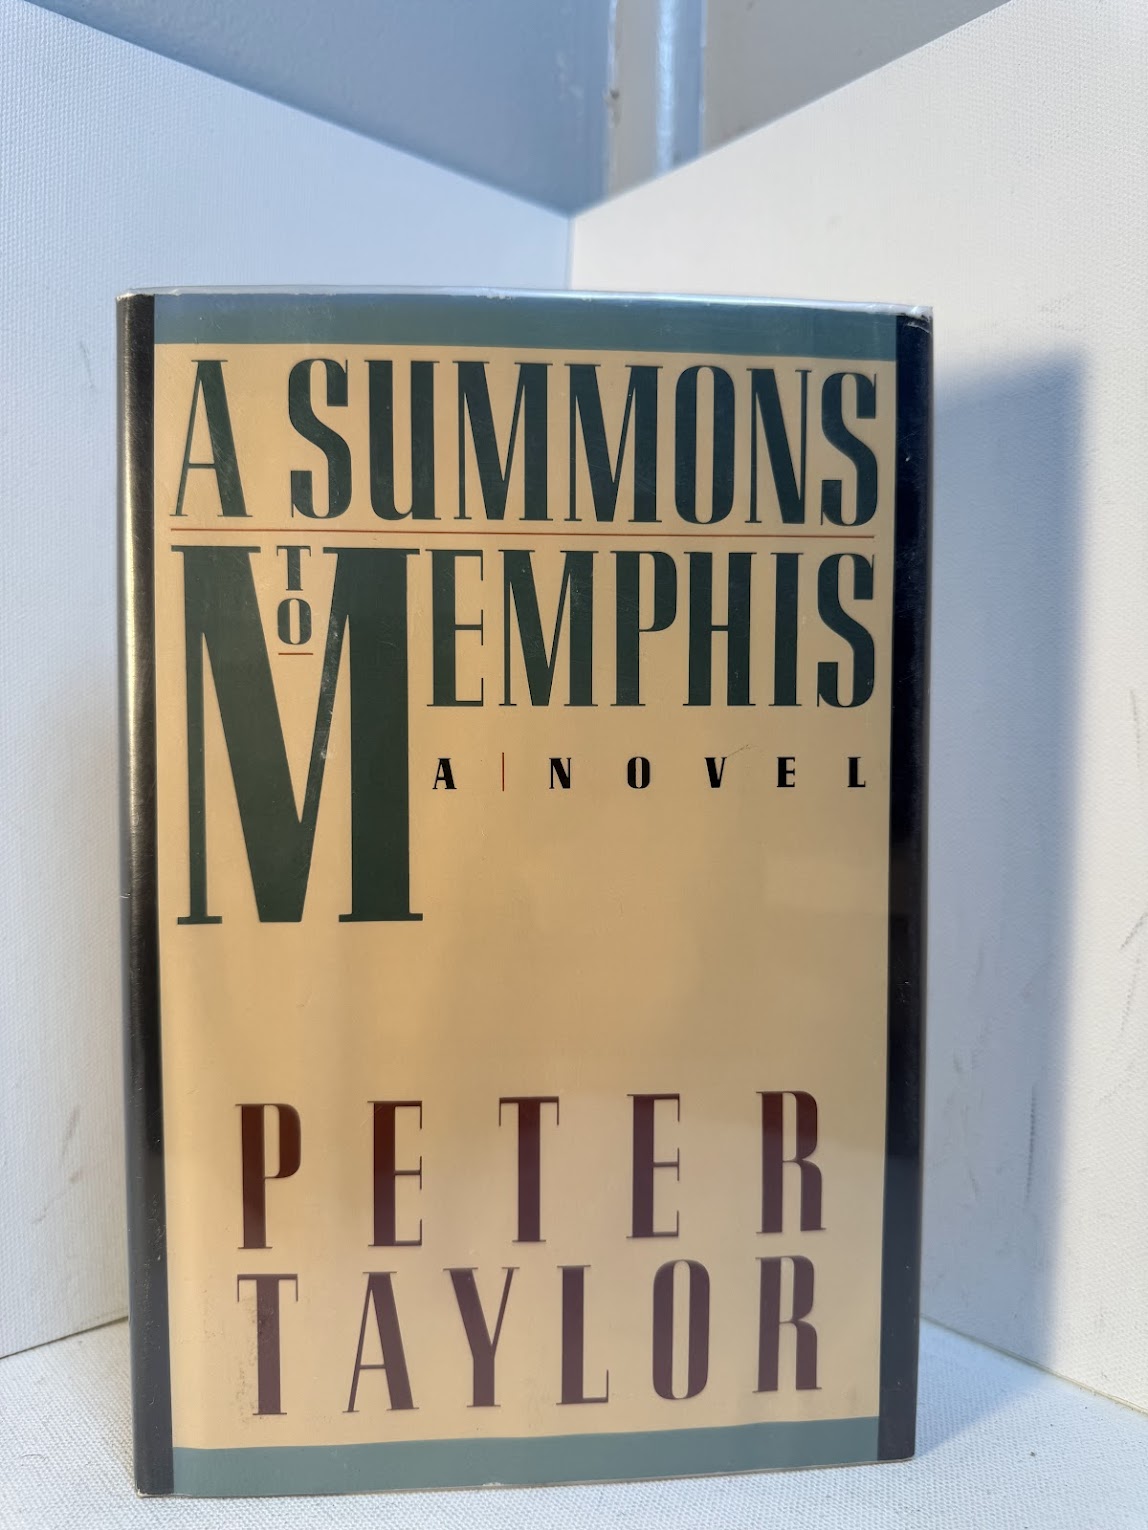 A SUMMONS
TO
MEMPHIS
A | NOVEL
PETER
TAYLOR